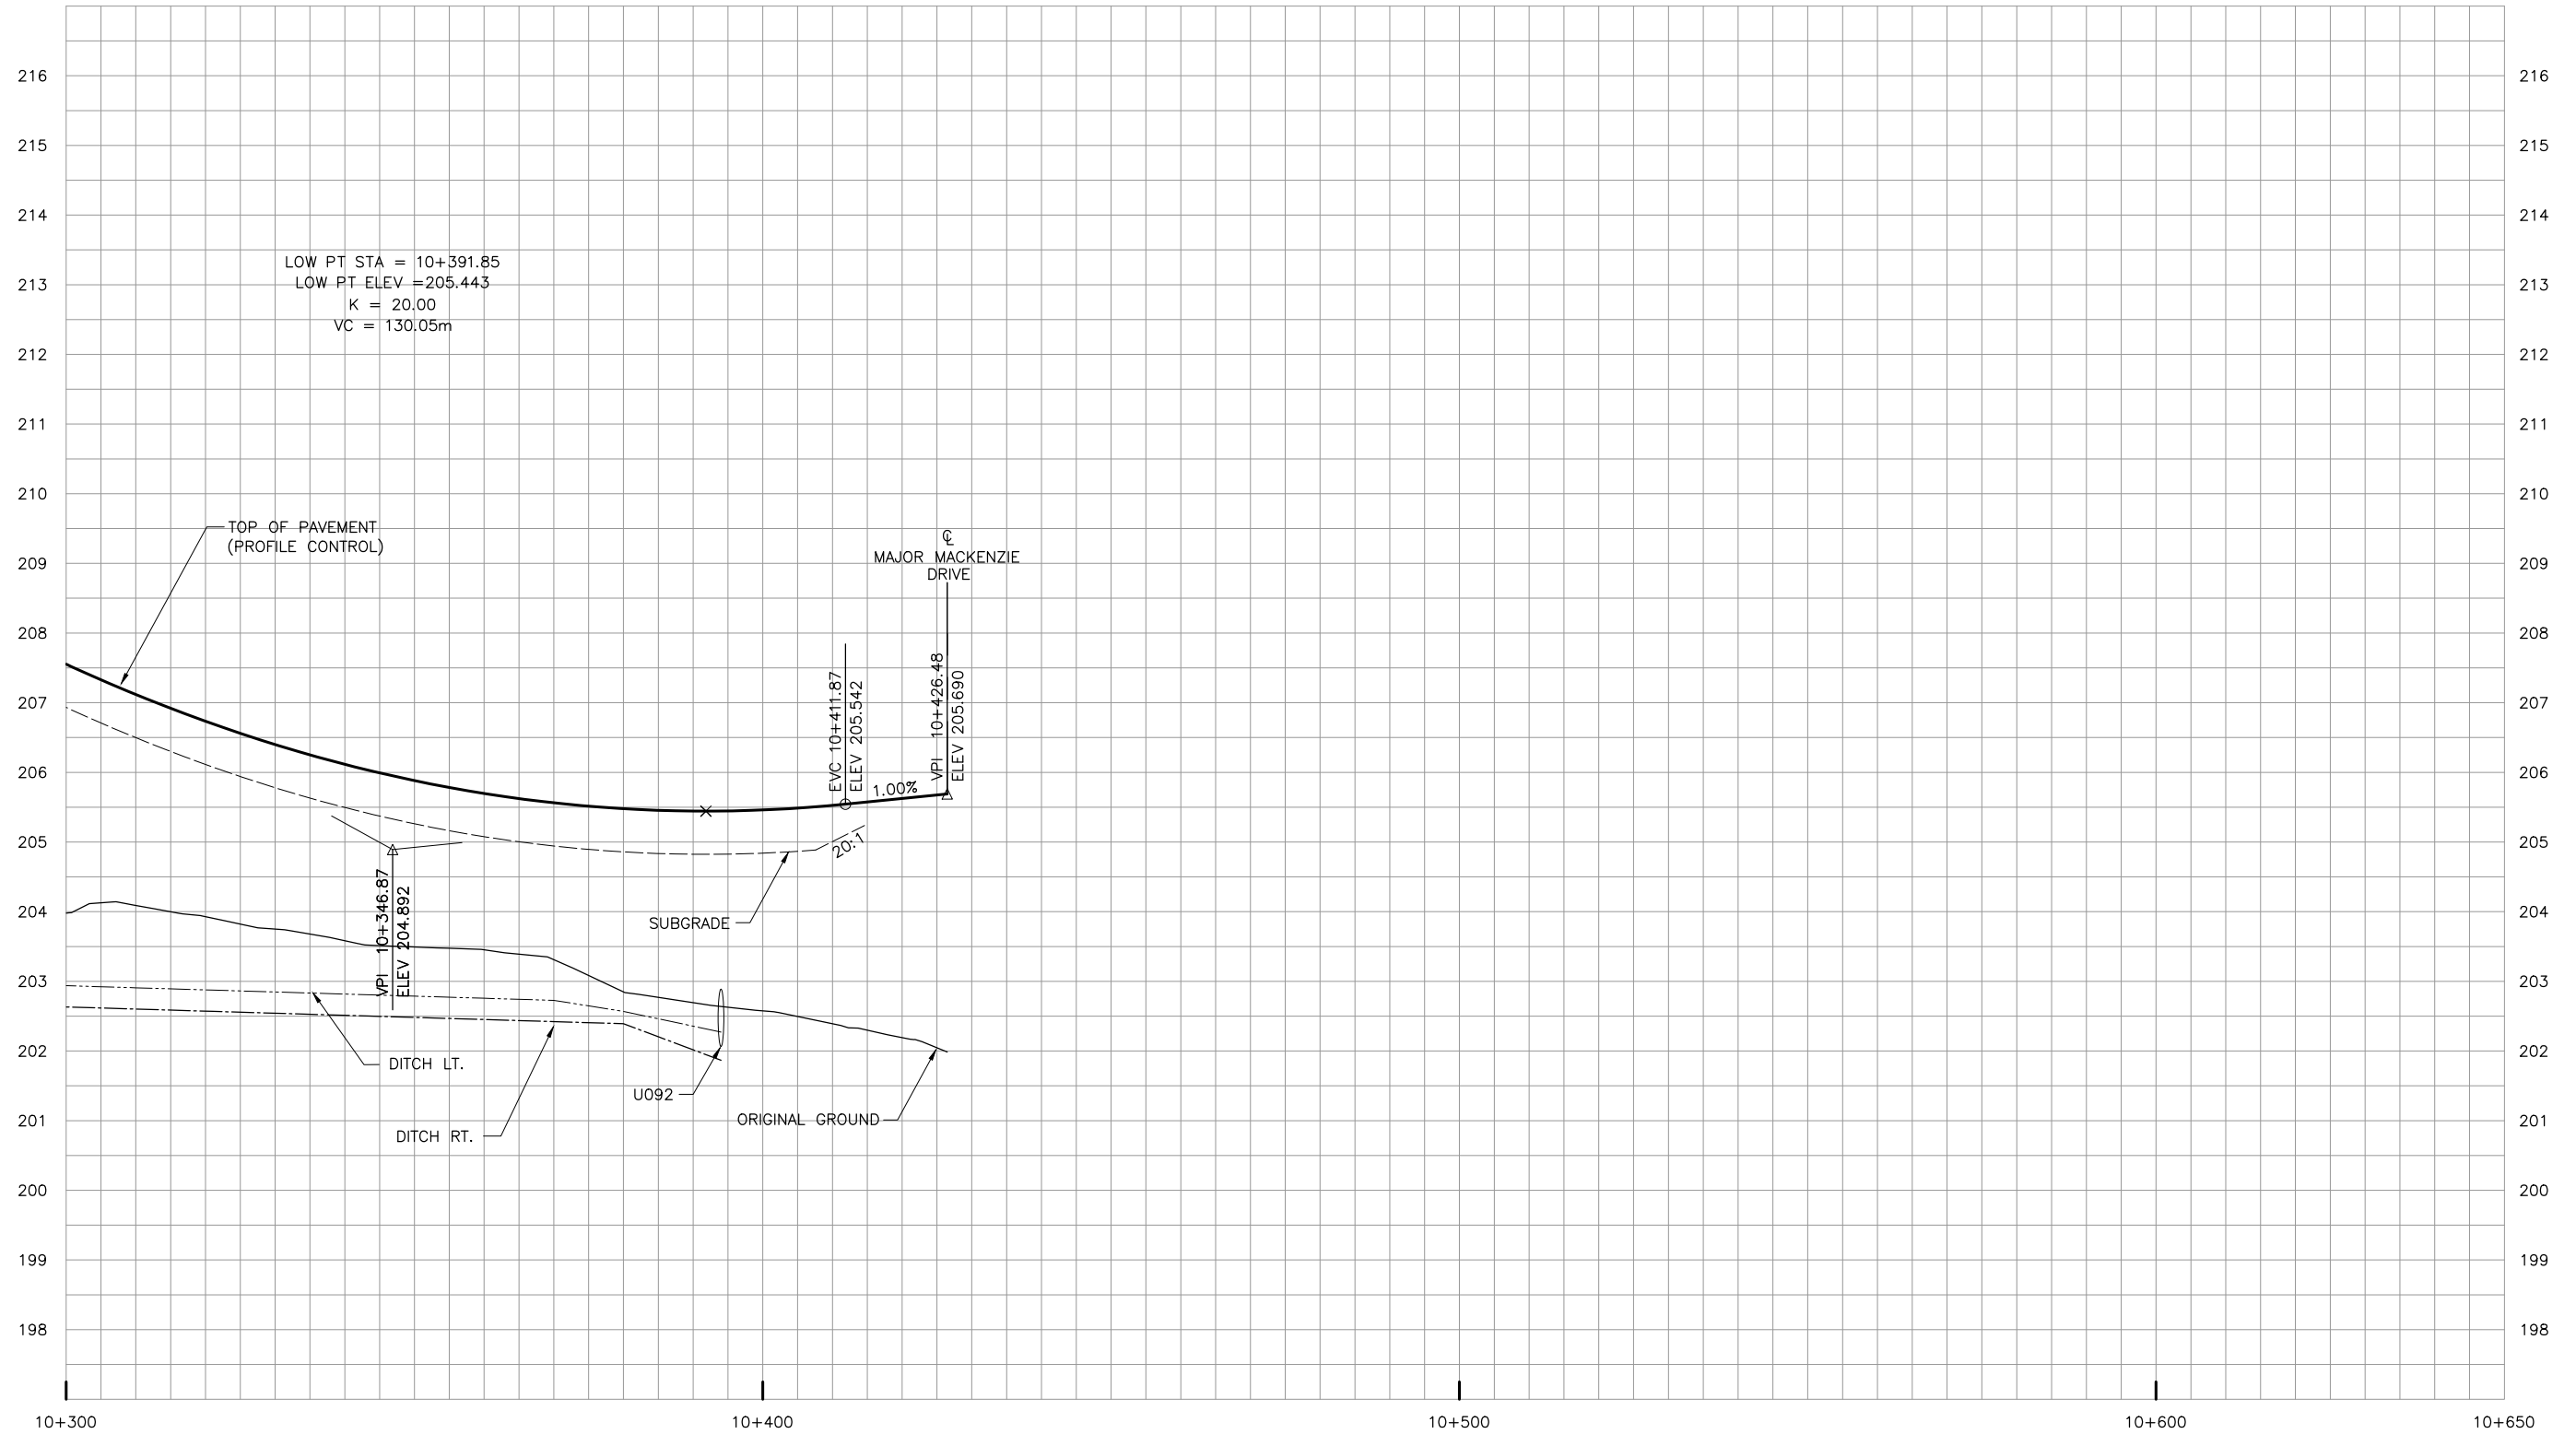 216 216
215 215
214 214
LOW PT STA = 10+391.85
LOW PT ELEV =205.443
213 213
K = 20.00
VC = 130.05m
212 212
211 211
210 210
TOP OF PAVEMENT
(PROFILE CONTROL)
℄
MAJOR MACKENZIE
DRIVE
209 209
208 208
EVC 10+411.87
ELEV 205.542
VPI 10+426.48
ELEV 205.690
207 207
206 206
1.00%
205 205
20:1
VPI 10+346.87
ELEV 204.892
204 204
SUBGRADE
203 203
202 202
DITCH LT.
U092
ORIGINAL GROUND
201 201
DITCH RT.
200 200
199 199
198 198
10+300 10+400 10+500 10+600 10+650